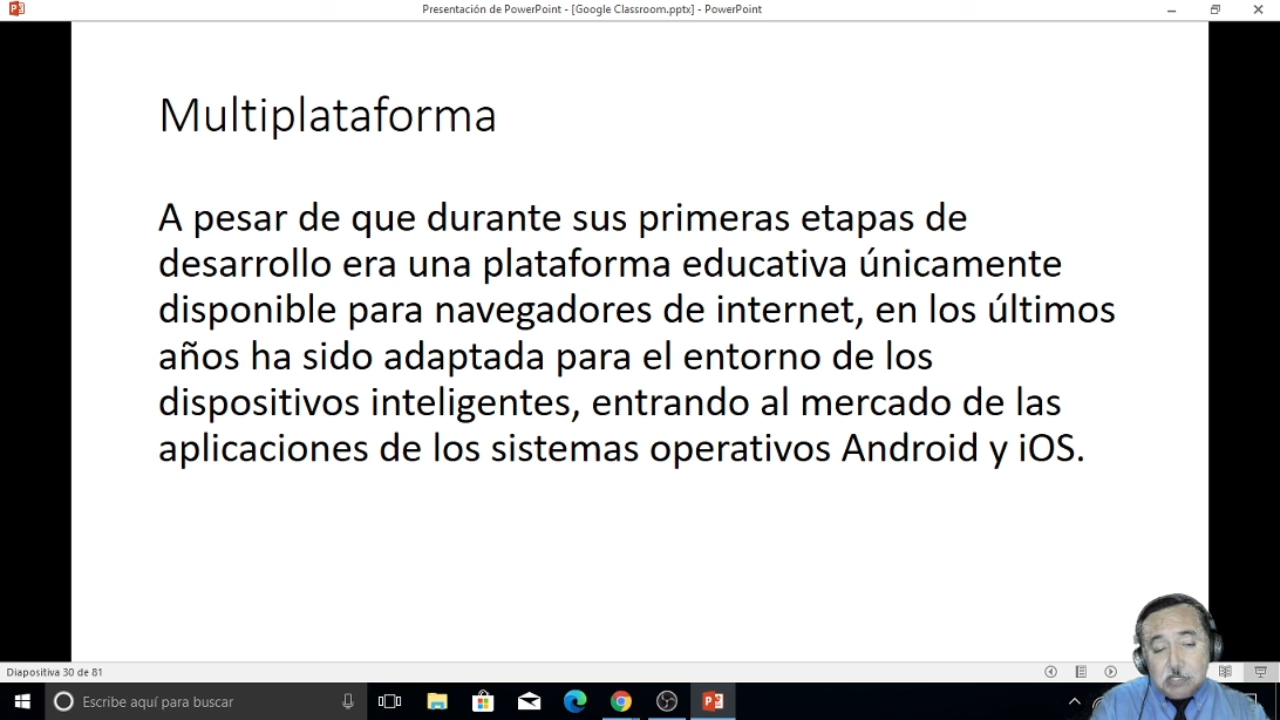 Presentación de PowerPoint - [Google Classroom.pptx] - PowerPoint
Multiplataforma
A pesar de que durante sus primeras etapas de
desarrollo era una plataforma educativa únicamente
disponible para navegadores de internet, en los últimos
años ha sido adaptada para el entorno de los
dispositivos inteligentes, entrando al mercado de las
aplicaciones de los sistemas operativos Android y iOS.
Diapositiva 30 de 81
Escribe aquí para buscar